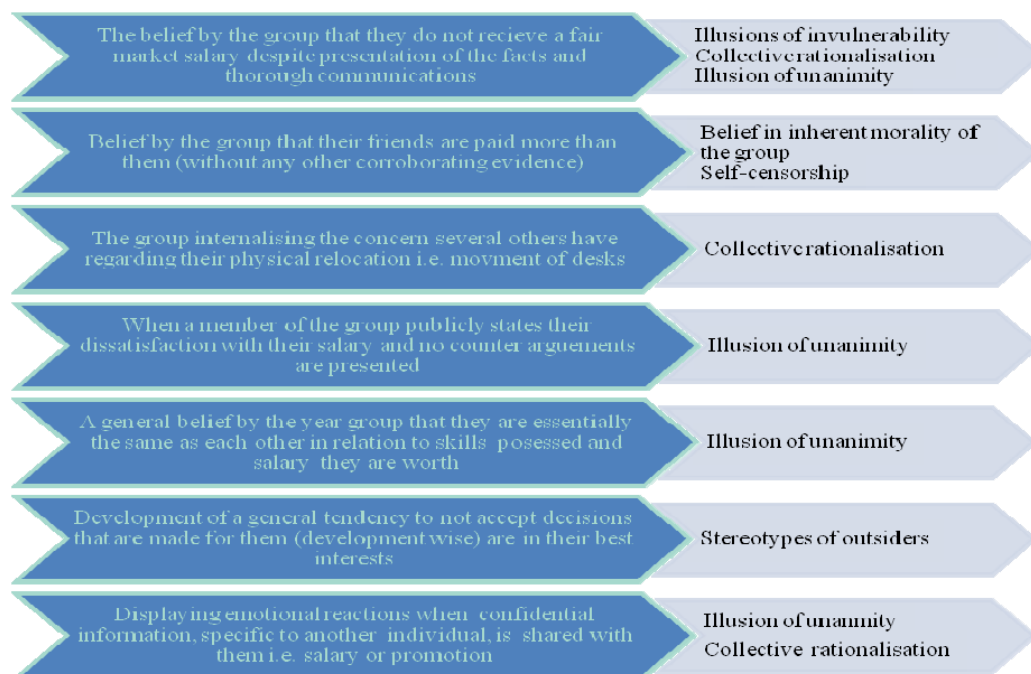 The belief by the group that they do not recieve a fair
market salary despite presentation of the facts and
thorough communications
Illusions of invulnerability
Collective rationalisation
Illusion of unanimity
Belief by the group that their friends are paid more than
them (without any other corroborating evidence)
Belief in inherent morality of
the group
Self-censorship
The group internalising the concern several others have
regarding their physical relocation i.e. movment of desks
Collective rationalisation
When a member of the group publicly states their
dissatisfaction with their salary and no counter arguements
are presented
Illusion of unanimity
A general belief by the year group that they are essentially
the same as each other in relation to skills posessed and
salary they are worth
Illusion of unanimity
Development of a general tendency to not accept decisions
that are made for them (development wise) are in their best
interests
Stereotypes of outsiders
Displaying emotional reactions when confidential
information, specific to another individual, is shared with
them i.e. salary or promotion
Illusion of unanmity
Collective rationalisation